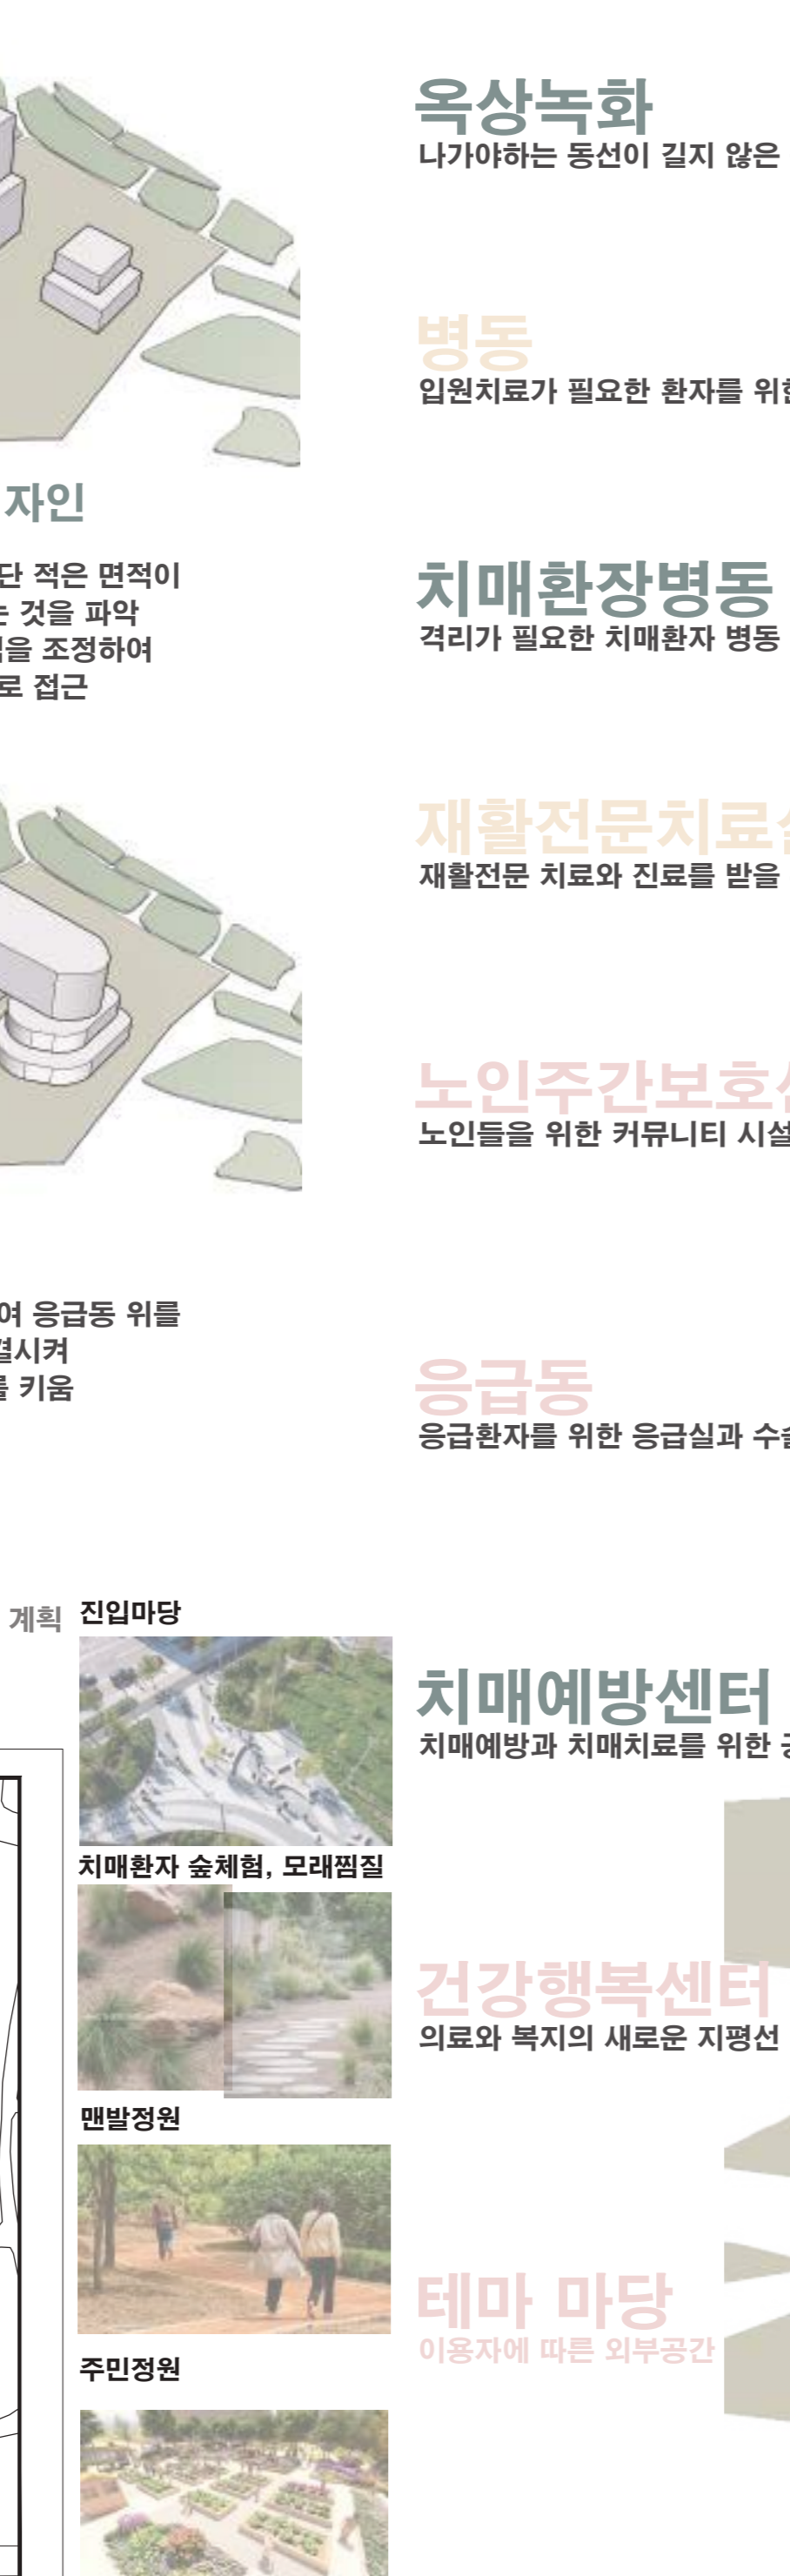 자인
단 적은 면적이
는 것을 파악
을 조정하여
로 접근
여 응급동 위를
결시켜
를 키움
계획
진입마당
치매환자 숲체험, 모래찜질
맨발정원
주민정원
옥상녹화
나가야하는 동선이 길지 않은
병동
입원치료가 필요한 환자를 위한
치매환장병동
격리가 필요한 치매환자 병동
재활전문치료실
재활전문 치료와 진료를 받을
노인주간보호센
노인들을 위한 커뮤니티 시설
응급동
응급환자를 위한 응급실과 수술
치매예방센터
치매예방과 치매치료를 위한
건강행복센터
의료와 복지의 새로운 지평선
테마 마당
이용자에 따른 외부공간